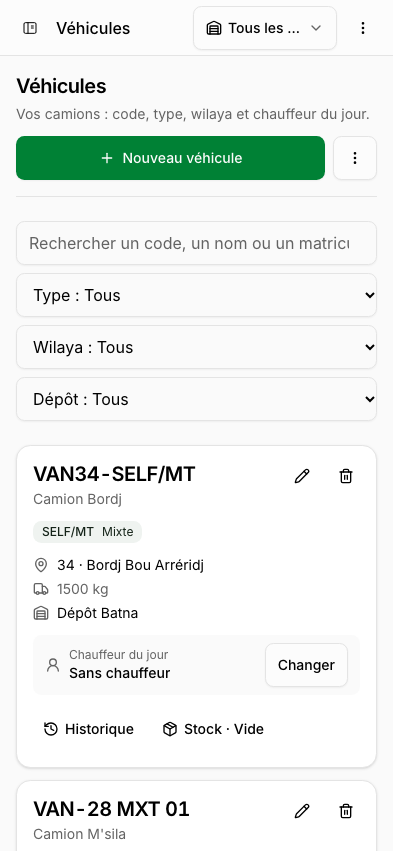 Véhicules
Tous les ...
Véhicules
Vos camions : code, type, wilaya et chauffeur du jour.
+ Nouveau véhicule
Rechercher un code, un nom ou un
Type : Tous
Wilaya : Tous
Dépôt : Tous
VAN34-SELF/MT
Camion Bordj
SELF/MT Mixte
34 · Bordj Bou Arréridj
1500 kg
Dépôt Batna
Chauffeur du jour
Sans chauffeur
Changer
Historique
Stock · Vide
VAN-28 MXT 01
Camion M'sila